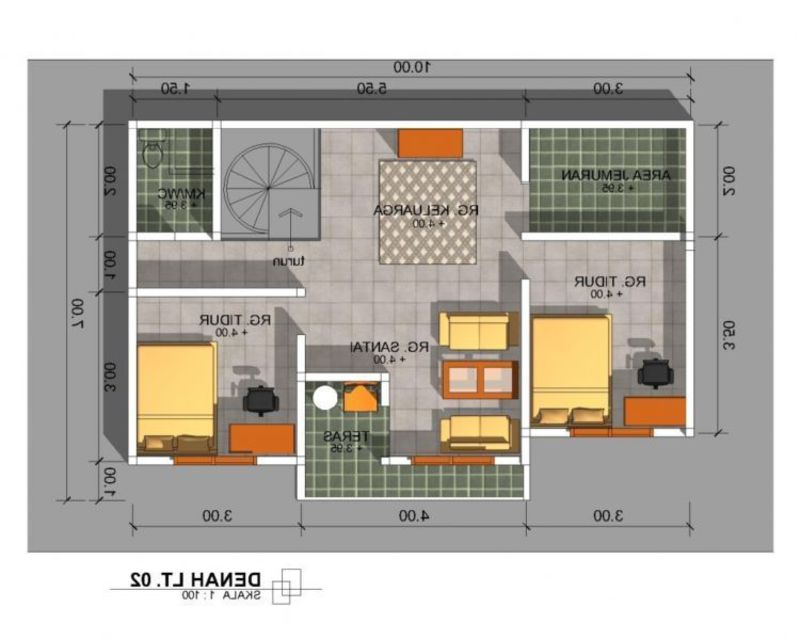 10.00
1.50
5.50
3.00
2.00
1.00
3.00
1.00
7.00
2.00
3.50
KM/WC
+ 3.95
AREA JEMURAN
+ 3.95
RG. KELUARGA
+ 4.00
turun
RG. TIDUR
+ 4.00
RG. TIDUR
+ 4.00
RG. SANTAI
+ 4.00
TERAS
+ 3.95
3.00
4.00
3.00
DENAH LT. 02
SKALA 1 : 100